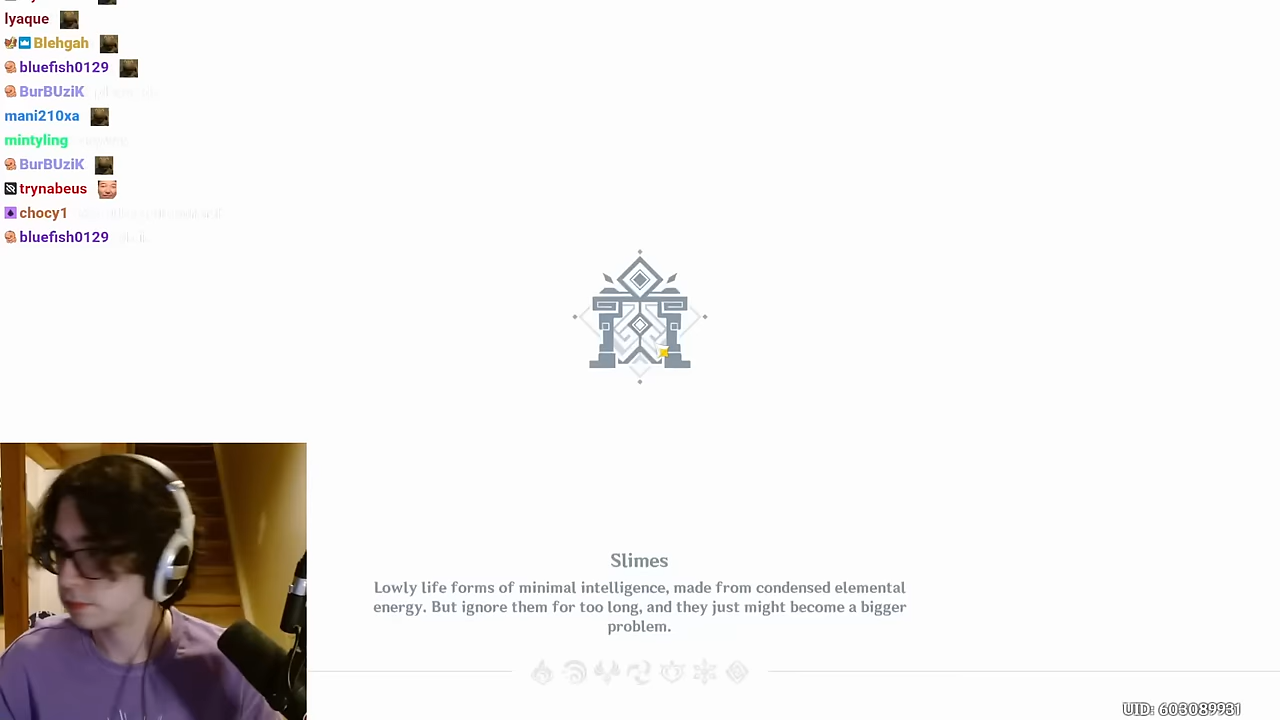 lyaque
Blehgah
bluefish0129
BurBUziK
mani210xa
mintyling
BurBUziK
trynabeus
chocy1
bluefish0129
Slimes
Lowly life forms of minimal intelligence, made from condensed elemental
energy. But ignore them for too long, and they just might become a bigger
problem.
UID: 603089931